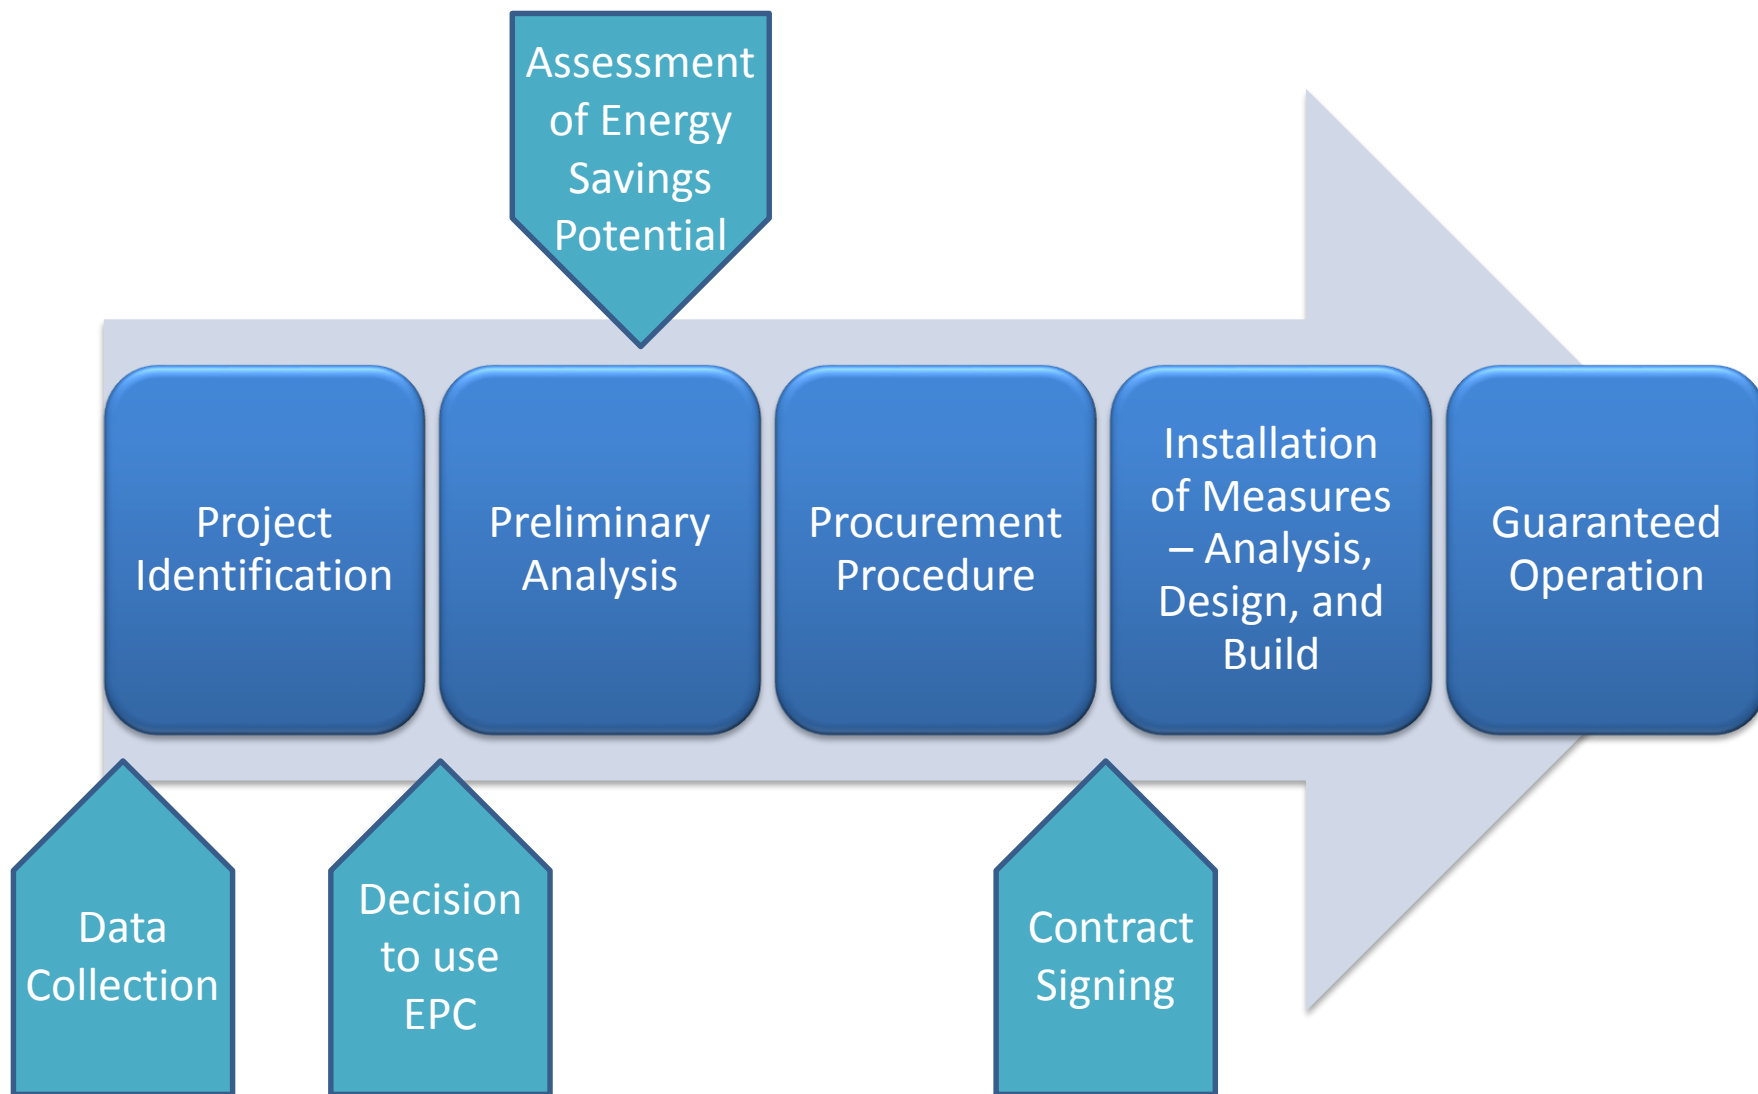 Assessment
of Energy
Savings
Potential
Project
Identification
Preliminary
Analysis
Procurement
Procedure
Installation
of Measures
– Analysis,
Design, and
Build
Guaranteed
Operation
Data
Collection
Decision
to use
EPC
Contract
Signing